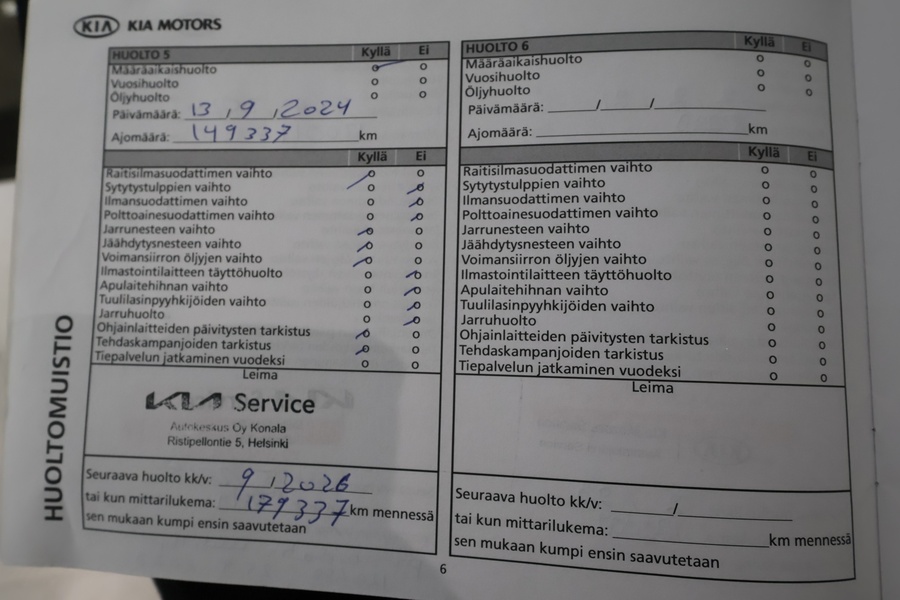 KIA KIA MOTORS
HUOLTO 5 Kyllä Ei
Määräaikaishuolto
Vuosihuolto
Öljyhuolto
Päivämäärä: 13 , 9 , 2024
Ajomäärä: 149337 km
Kyllä Ei
Raitisilmasuodattimen vaihto
Sytytystulppien vaihto
Ilmansuodattimen vaihto
Polttoainesuodattimen vaihto
Jarrunesteen vaihto
Jäähdytysnesteen vaihto
Voimansiirron öljyjen vaihto
Ilmastointilaitteen täyttöhuolto
Apulaitehihnan vaihto
Tuulilasinpyyhkijöiden vaihto
Jarruhuolto
Ohjainlaitteiden päivitysten tarkistus
Tehdaskampanjoiden tarkistus
Tiepalvelun jatkaminen vuodeksi
Leima
KIA Service
Autokeskus Oy Konala
Ristipellontie 5, Helsinki
Seuraava huolto kk/v: 9 / 2026
tai kun mittarilukema: 179337 km mennessä
sen mukaan kumpi ensin saavutetaan
HUOLTO 6 Kyllä Ei
Määräaikaishuolto
Vuosihuolto
Öljyhuolto
Päivämäärä: / /
Ajomäärä: km
Kyllä Ei
Raitisilmasuodattimen vaihto
Sytytystulppien vaihto
Ilmansuodattimen vaihto
Polttoainesuodattimen vaihto
Jarrunesteen vaihto
Jäähdytysnesteen vaihto
Voimansiirron öljyjen vaihto
Ilmastointilaitteen täyttöhuolto
Apulaitehihnan vaihto
Tuulilasinpyyhkijöiden vaihto
Jarruhuolto
Ohjainlaitteiden päivitysten tarkistus
Tehdaskampanjoiden tarkistus
Tiepalvelun jatkaminen vuodeksi
Leima
Seuraava huolto kk/v: /
tai kun mittarilukema: km mennessä
sen mukaan kumpi ensin saavutetaan
HUOLTOMUISTIO
6